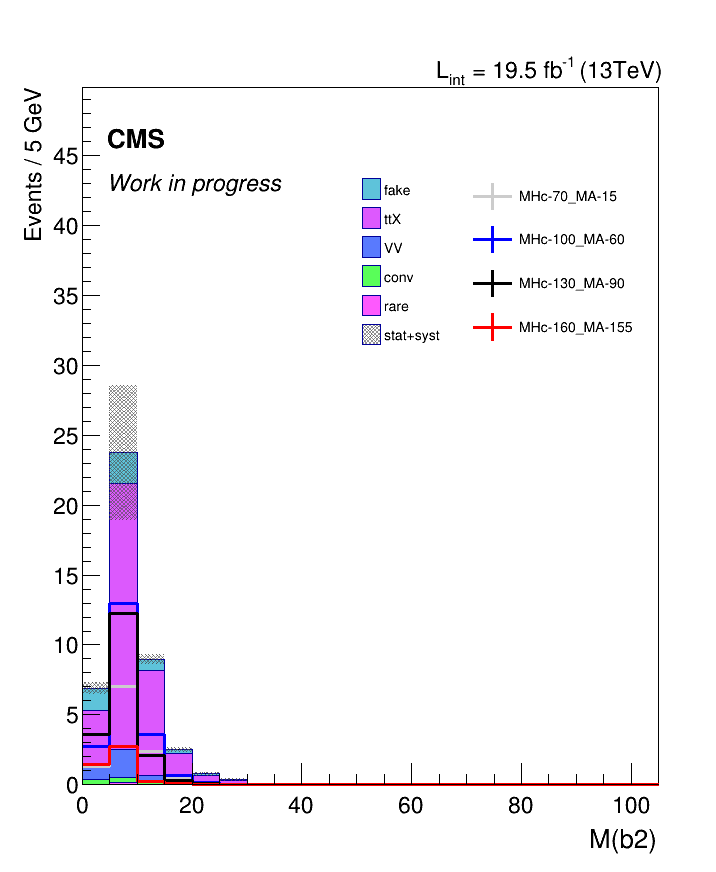 L_int = 19.5 fb^-1 (13TeV)
Events / 5 GeV
CMS
Work in progress
fake
ttX
VV
conv
rare
stat+syst
MHc-70_MA-15
MHc-100_MA-60
MHc-130_MA-90
MHc-160_MA-155
45
40
35
30
25
20
15
10
5
0
0 20 40 60 80 100
M(b2)